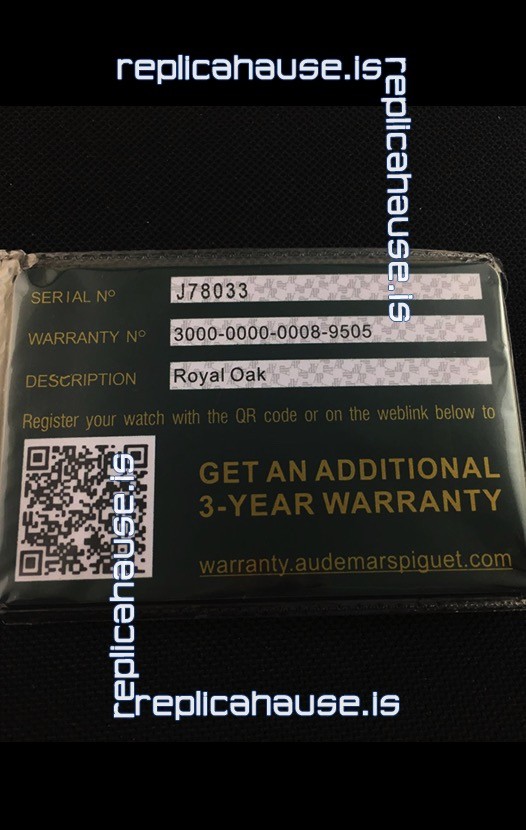 replicahause.is
replicahause.is
SERIAL Nº
J78033
WARRANTY Nº
3000-0000-0008-9505
DESCRIPTION
Royal Oak
Register your watch with the QR code or on the weblink below to
GET AN ADDITIONAL
3-YEAR WARRANTY
warranty.audemarspiguet.com
replicahause.is
replicahause.is